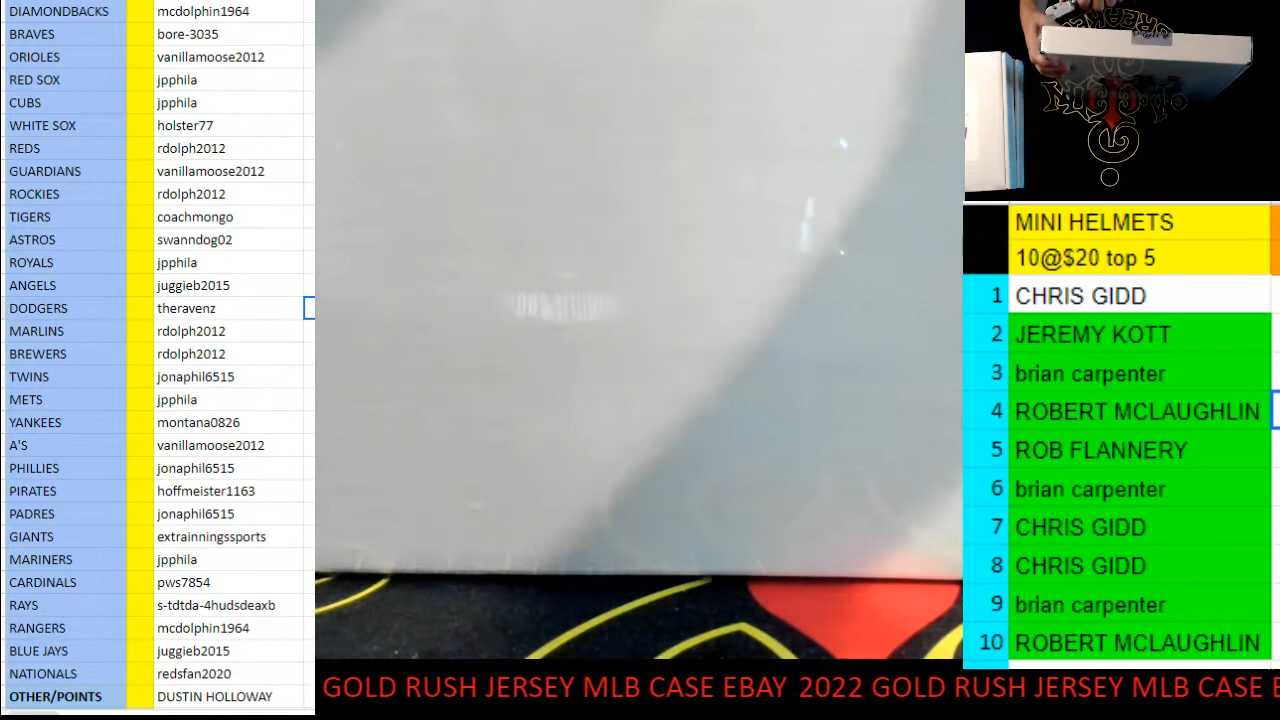 DIAMONDBACKS mcdolphin1964
BRAVES bore-3035
ORIOLES vanillamoose2012
RED SOX jpphila
CUBS jpphila
WHITE SOX holster77
REDS rdolph2012
GUARDIANS vanillamoose2012
ROCKIES rdolph2012
TIGERS coachmongo
ASTROS swanndog02
ROYALS jpphila
ANGELS juggieb2015
DODGERS theravenz
MARLINS rdolph2012
BREWERS rdolph2012
TWINS jonaphil6515
METS jpphila
YANKEES montana0826
A'S vanillamoose2012
PHILLIES jonaphil6515
PIRATES hoffmeister1163
PADRES jonaphil6515
GIANTS extrainningssports
MARINERS jpphila
CARDINALS pws7854
RAYS s-tdtda-4hudsdeaxb
RANGERS mcdolphin1964
BLUE JAYS juggieb2015
NATIONALS redsfan2020
OTHER/POINTS DUSTIN HOLLOWAY
MINI HELMETS
10@$20 top 5
1 CHRIS GIDD
2 JEREMY KOTT
3 brian carpenter
4 ROBERT MCLAUGHLIN
5 ROB FLANNERY
6 brian carpenter
7 CHRIS GIDD
8 CHRIS GIDD
9 brian carpenter
10 ROBERT MCLAUGHLIN
GOLD RUSH JERSEY MLB CASE EBAY 2022 GOLD RUSH JERSEY MLB CASE E